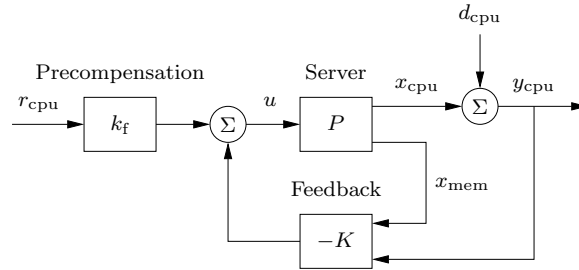 d_cpu
Precompensation Server
r_cpu u x_cpu y_cpu
k_f Σ P Σ
Feedback x_mem
−K